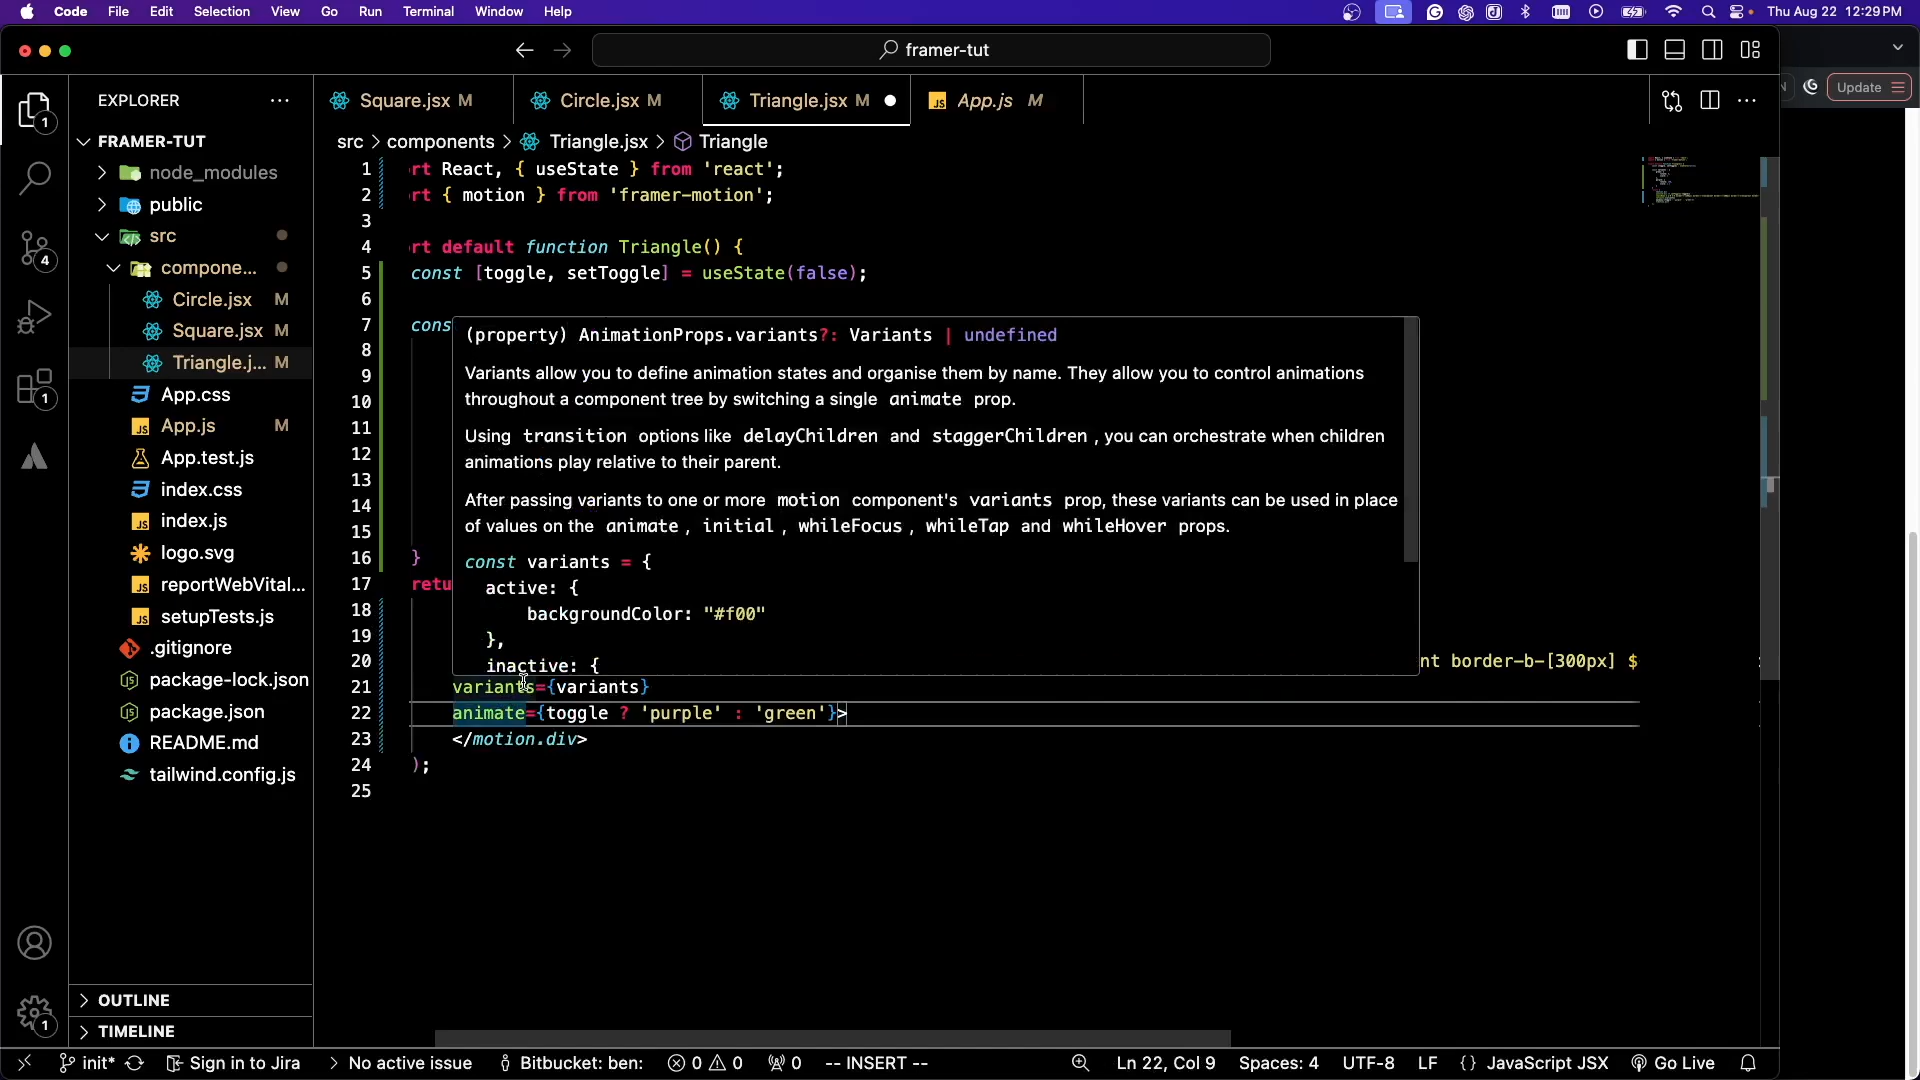 Code File Edit Selection View Go Run Terminal Window Help Thu Aug 22 12:29 PM
framer-tut
Update
EXPLORER
Square.jsx M
Circle.jsx M
Triangle.jsx M
App.js M
FRAMER-TUT
node_modules
public
src
compone...
Circle.jsx M
Square.jsx M
Triangle.j... M
App.css
App.js M
App.test.js
index.css
index.js
logo.svg
reportWebVital...
setupTests.js
.gitignore
package-lock.json
package.json
README.md
tailwind.config.js
OUTLINE
TIMELINE
src > components > Triangle.jsx > Triangle
1 rt React, { useState } from 'react';
2 rt { motion } from 'framer-motion';
3
4 rt default function Triangle() {
5 const [toggle, setToggle] = useState(false);
6
7 cons
8
9
10
11
12
13
14
15
16 }
17 retu
18
19
20 nt border-b-[300px] $
21 variants={variants}
22 animate={toggle ? 'purple' : 'green'}>
23 </motion.div>
24 );
25
(property) AnimationProps.variants?: Variants | undefined
Variants allow you to define animation states and organise them by name. They allow you to control animations
throughout a component tree by switching a single animate prop.
Using transition options like delayChildren and staggerChildren , you can orchestrate when children
animations play relative to their parent.
After passing variants to one or more motion component's variants prop, these variants can be used in place
of values on the animate , initial , whileFocus , whileTap and whileHover props.
const variants = {
active: {
backgroundColor: "#f00"
},
inactive: {
init* Sign in to Jira > No active issue Bitbucket: ben: 0 0 0 -- INSERT -- Ln 22, Col 9 Spaces: 4 UTF-8 LF {} JavaScript JSX Go Live